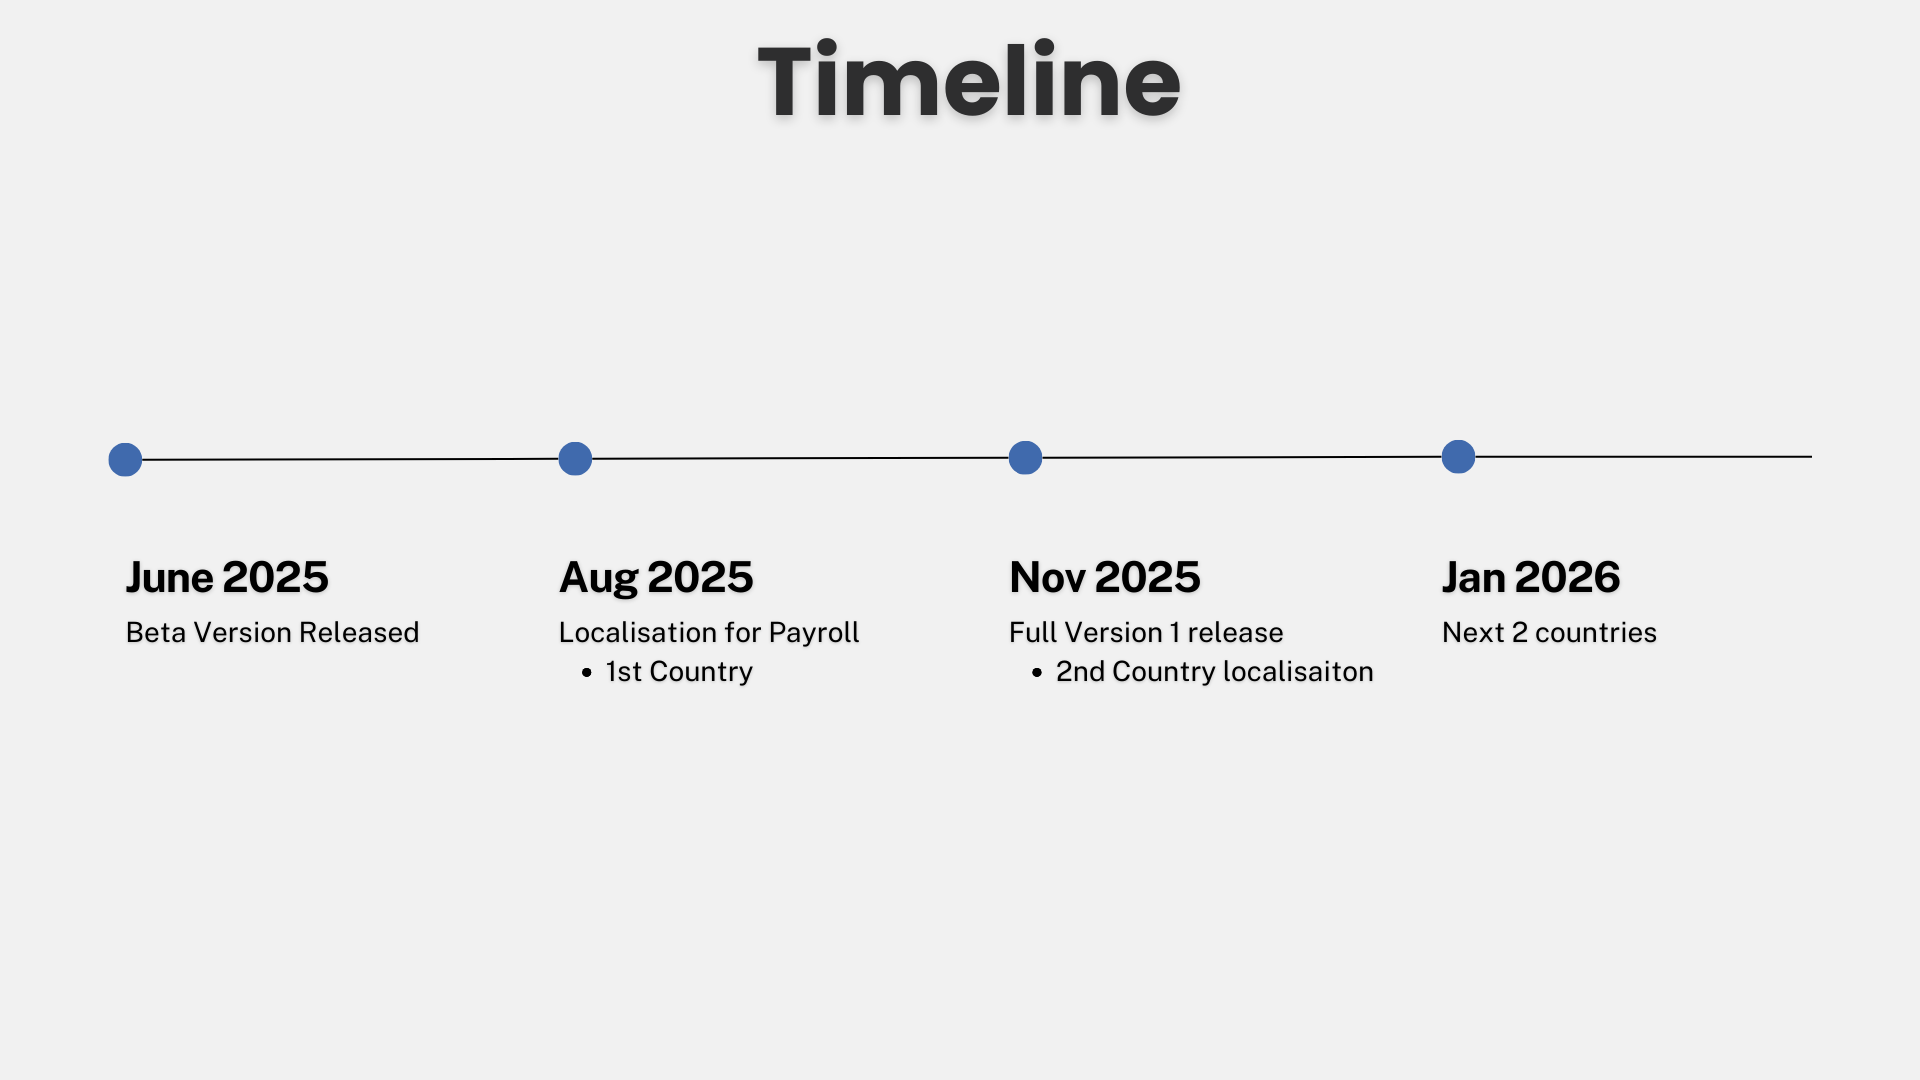 Timeline
June 2025
Beta Version Released
Aug 2025
Localisation for Payroll
• 1st Country
Nov 2025
Full Version 1 release
• 2nd Country localisaiton
Jan 2026
Next 2 countries